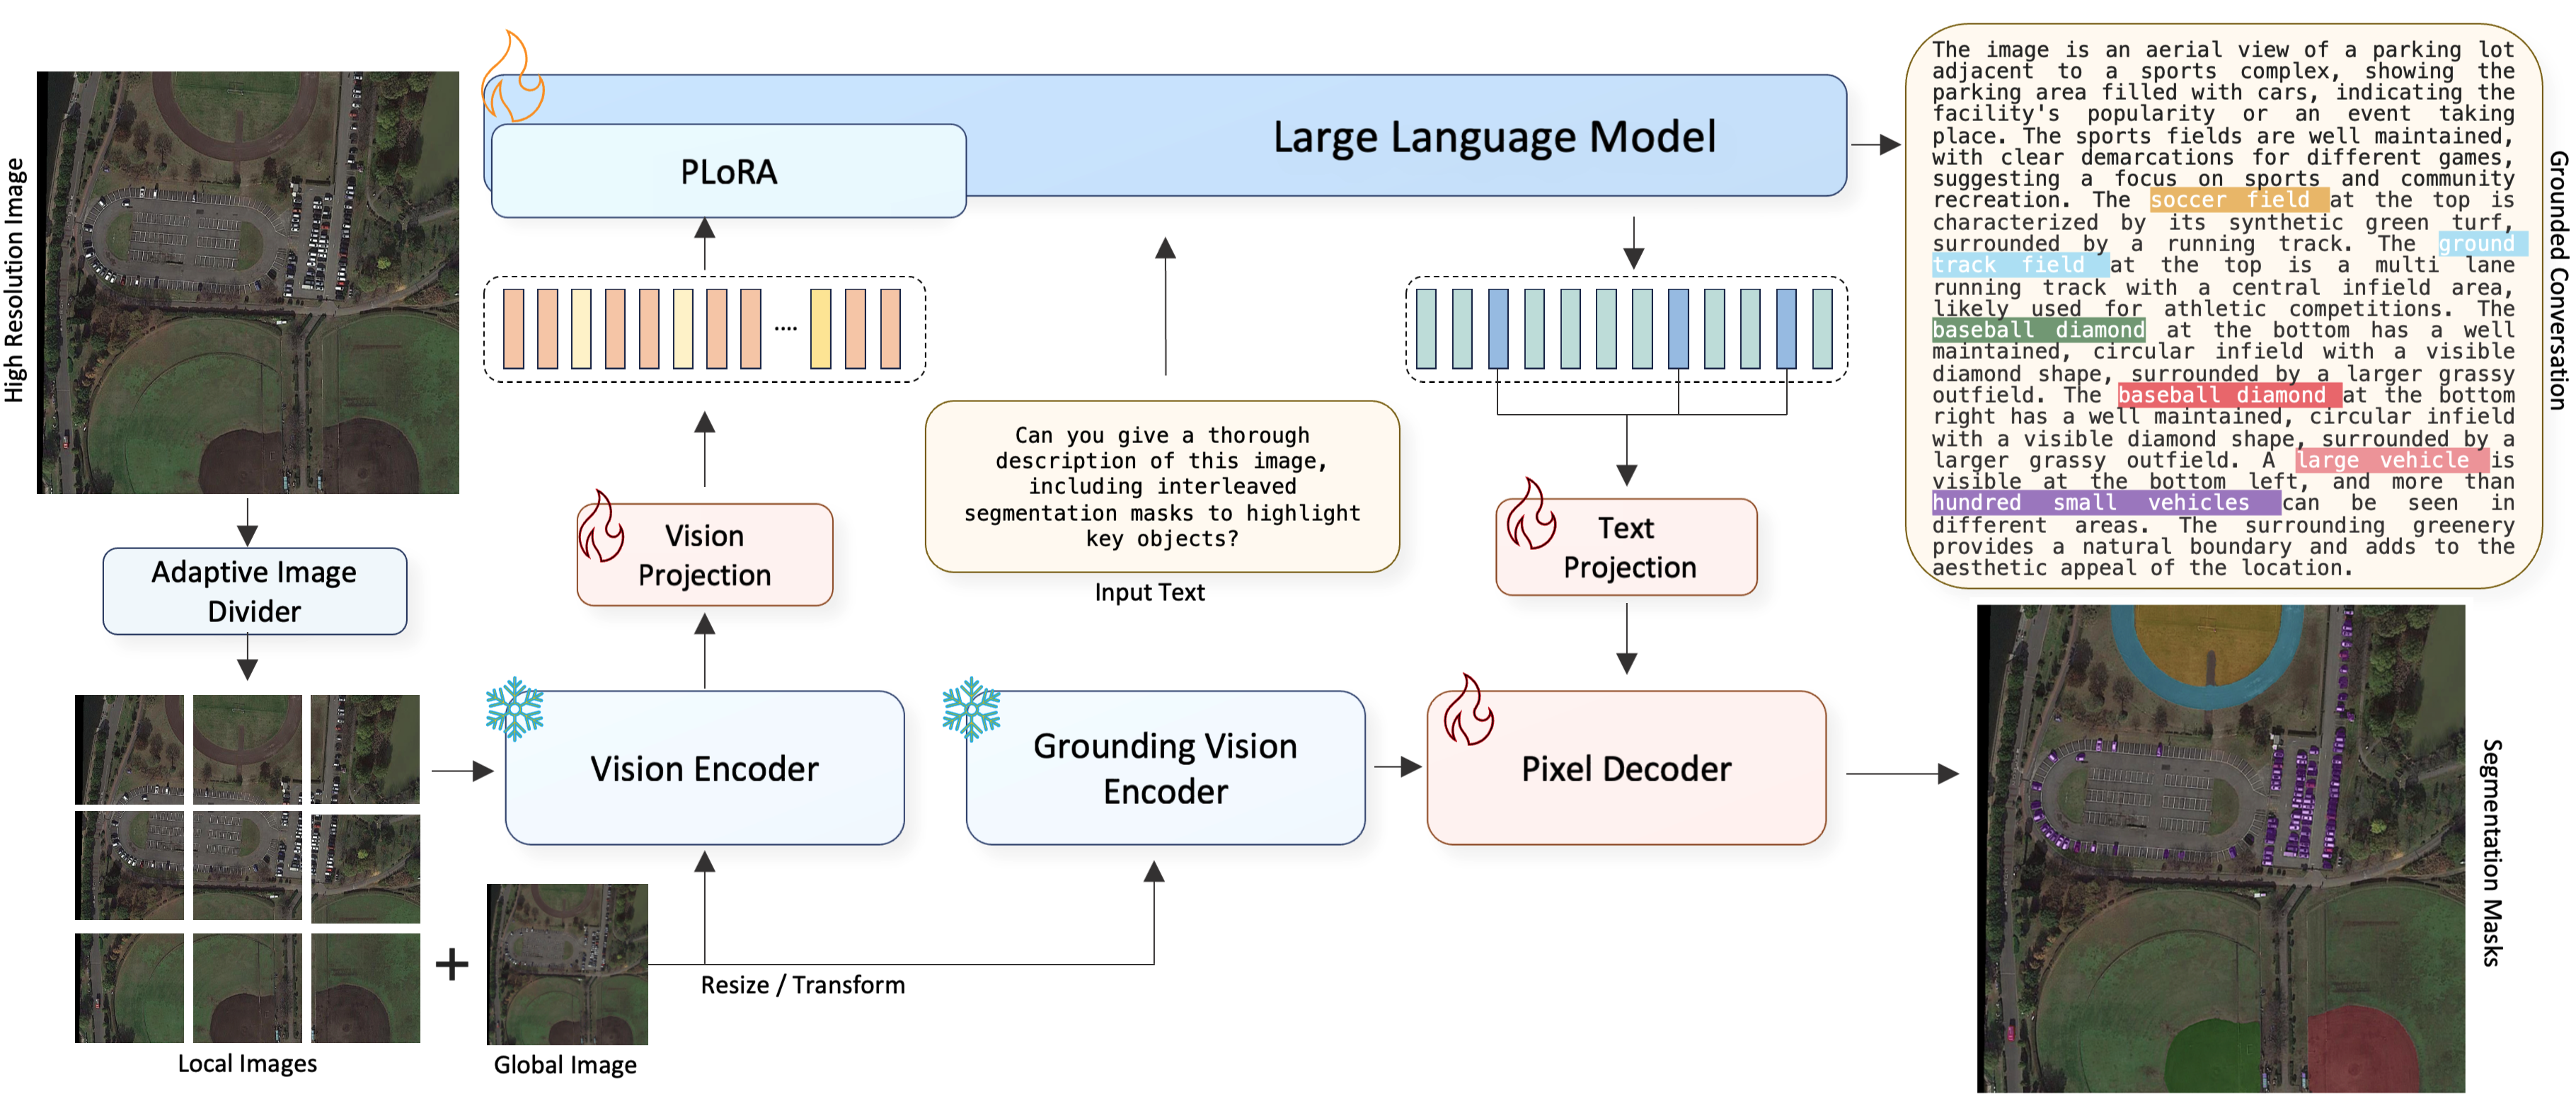 High Resolution Image
Adaptive Image
Divider
Local Images
+
Global Image
Resize / Transform
PLoRA
Large Language Model
....
Vision
Projection
Vision Encoder
Can you give a thorough
description of this image,
including interleaved
segmentation masks to highlight
key objects?
Input Text
Grounding Vision
Encoder
Text
Projection
Pixel Decoder
The image is an aerial view of a parking lot
adjacent to a sports complex, showing the
parking area filled with cars, indicating the
facility's popularity or an event taking
place. The sports fields are well maintained,
with clear demarcations for different games,
suggesting a focus on sports and community
recreation. The soccer field at the top is
characterized by its synthetic green turf,
surrounded by a running track. The ground
track field at the top is a multi lane
running track with a central infield area,
likely used for athletic competitions. The
baseball diamond at the bottom has a well
maintained, circular infield with a visible
diamond shape, surrounded by a larger grassy
outfield. The baseball diamond at the bottom
right has a well maintained, circular infield
with a visible diamond shape, surrounded by a
larger grassy outfield. A large vehicle is
visible at the bottom left, and more than
hundred small vehicles can be seen in
different areas. The surrounding greenery
provides a natural boundary and adds to the
aesthetic appeal of the location.
Grounded Conversation
Segmentation Masks